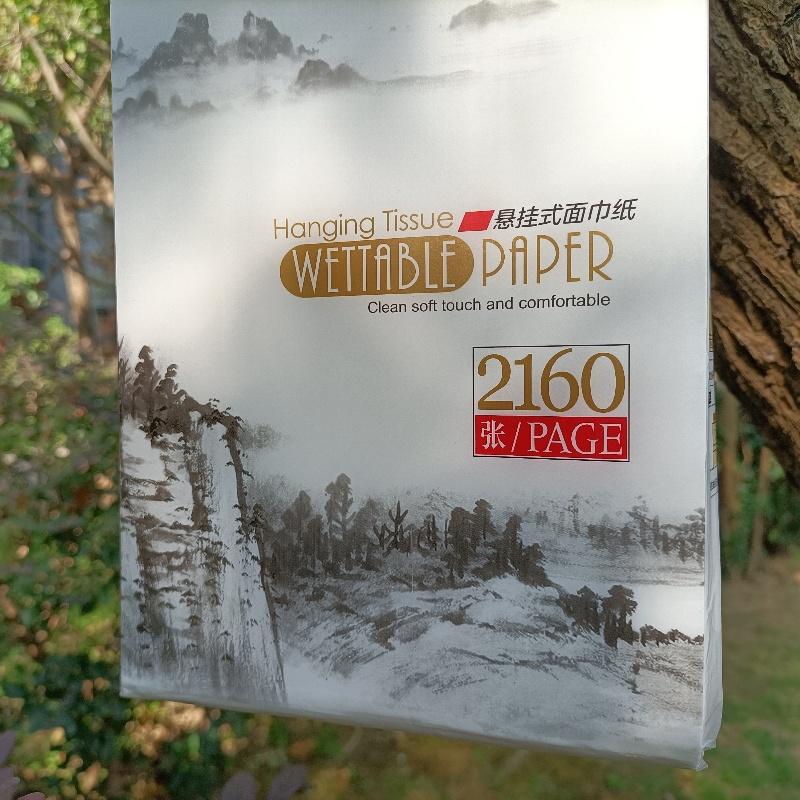 Hanging Tissue 悬挂式面巾纸
WETTABLE PAPER
Clean soft touch and comfortable
2160
张/PAGE